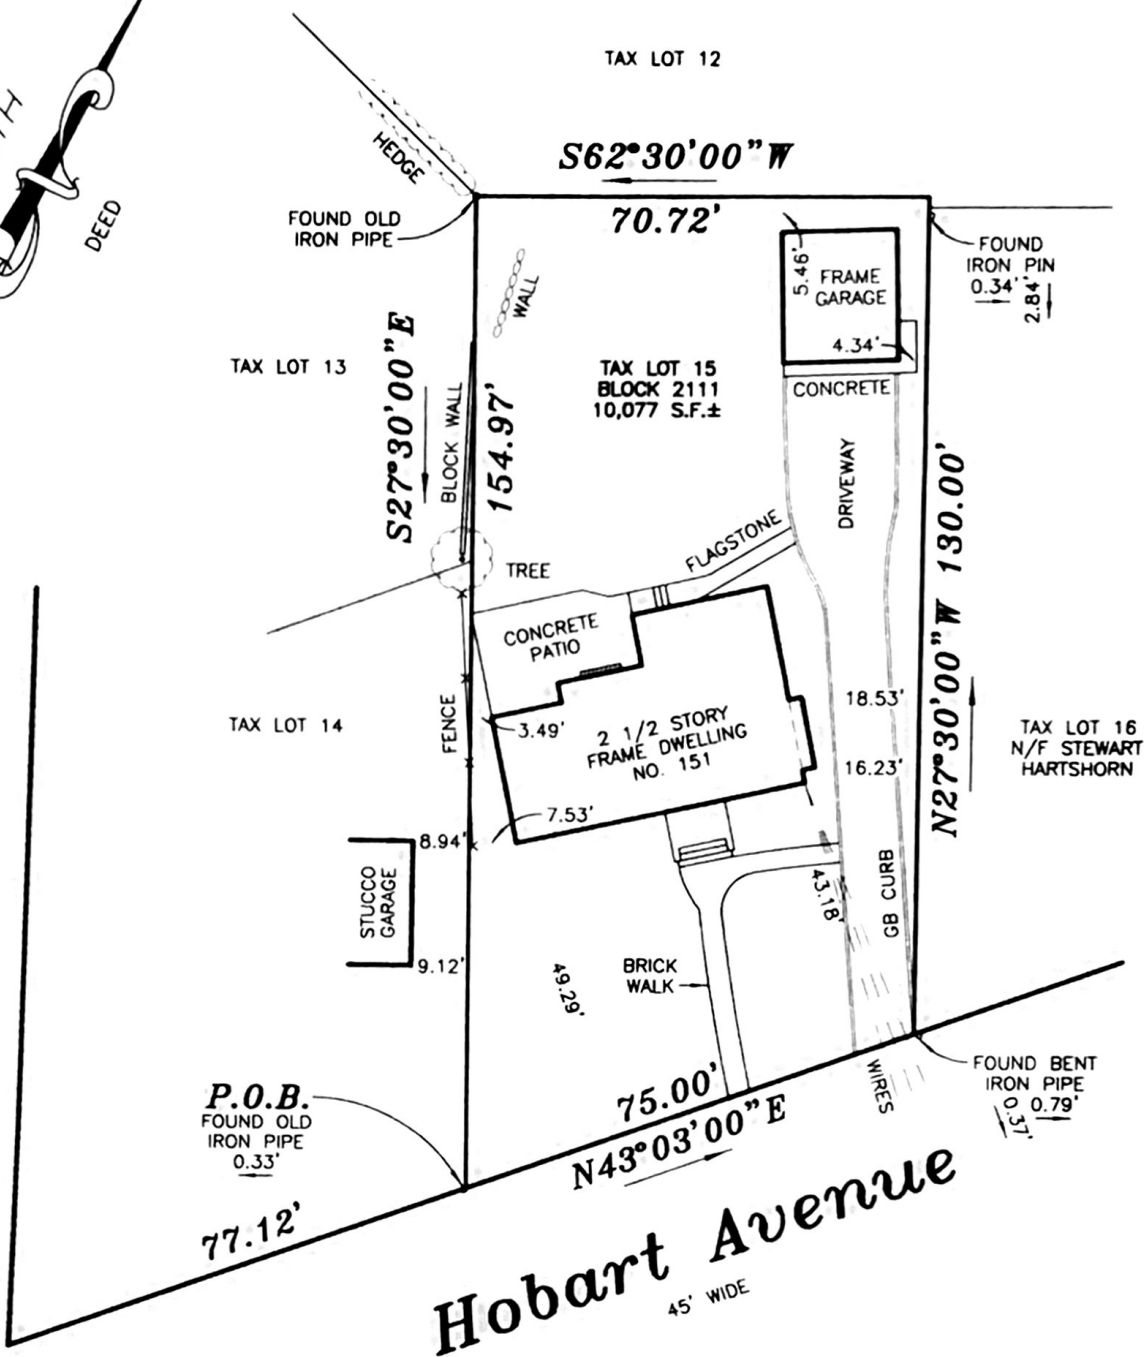 TAX LOT 12
DEED
HEDGE
S62°30'00"W
70.72'
FOUND OLD
IRON PIPE
WALL
5.46'
FRAME
GARAGE
4.34'
FOUND
IRON PIN
0.34'
2.84'
TAX LOT 13
S27°30'00"E
154.97'
BLOCK WALL
TAX LOT 15
BLOCK 2111
10,077 S.F.±
CONCRETE
DRIVEWAY
N27°30'00"W 130.00'
FLAGSTONE
TREE
CONCRETE
PATIO
TAX LOT 14
FENCE
3.49'
2 1/2 STORY
FRAME DWELLING
NO. 151
18.53'
16.23'
TAX LOT 16
N/F STEWART
HARTSHORN
7.53'
8.94'
STUCCO
GARAGE
9.12'
43.18'
GB CURB
49.29'
BRICK
WALK
P.O.B.
FOUND OLD
IRON PIPE
0.33'
75.00'
N43°03'00"E
WIRES
FOUND BENT
IRON PIPE
0.79'
0.37'
77.12'
Hobart Avenue
45' WIDE